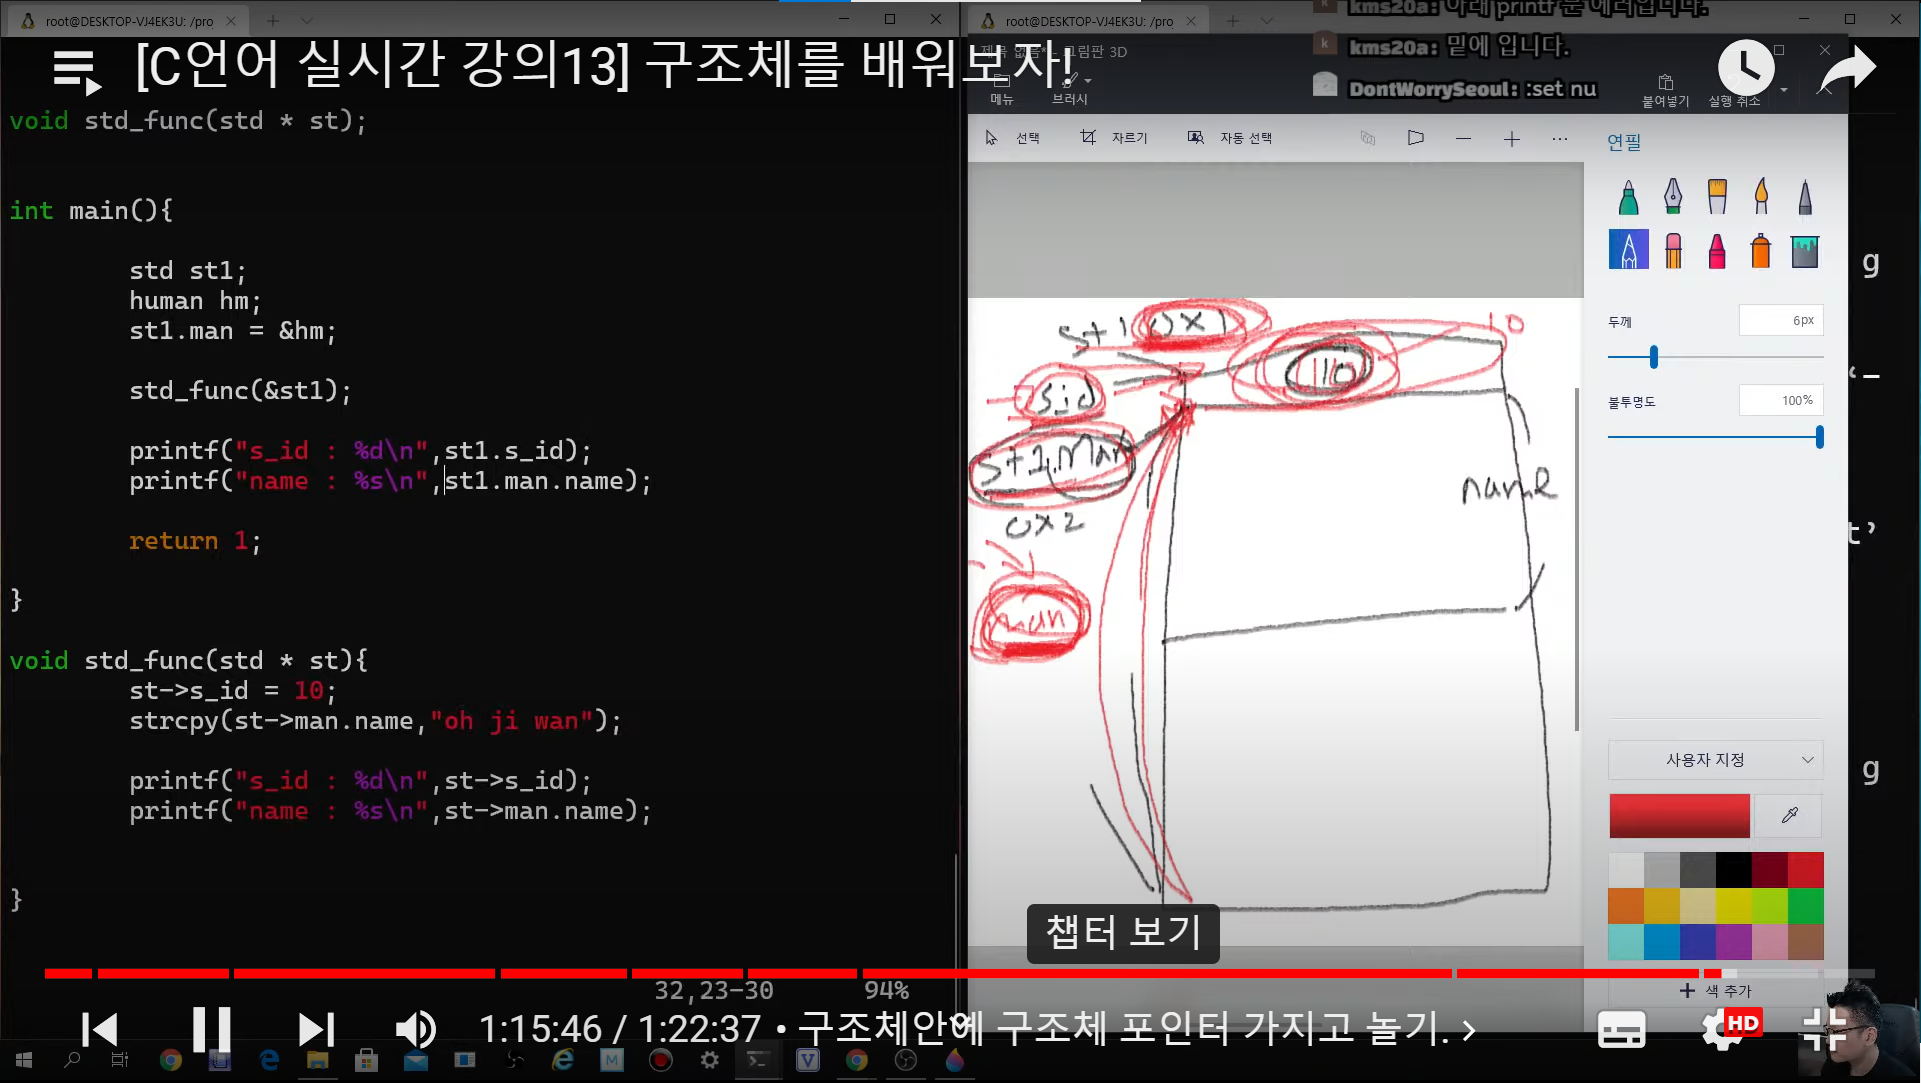 root@DESKTOP-VJ4EK3U: /pro
root@DESKTOP-VJ4EK3U: /pro
kms20a: 아래 printf 문 에러입니다.
[C언어 실시간 강의13] 구조체를 배워보자!
제목 없음* - 그림판 3D
kms20a: 밑에 입니다.
DontWorrySeoul: :set nu
메뉴
브러시
붙여넣기
실행 취소
선택
자르기
자동 선택
void std_func(std * st);
int main(){
std st1;
human hm;
st1.man = &hm;
std_func(&st1);
printf("s_id : %d\n",st1.s_id);
printf("name : %s\n",st1.man.name);
return 1;
}
void std_func(std * st){
st->s_id = 10;
strcpy(st->man.name,"oh ji wan");
printf("s_id : %d\n",st->s_id);
printf("name : %s\n",st->man.name);
}
32,23-30
94%
st1
0x1
10
110
s_id
st1.Man
0x2
man
name
연필
두께
6px
불투명도
100%
사용자 지정
+ 색 추가
g
‘-
t’
g
챕터 보기
1:15:46 / 1:22:37 • 구조체안에 구조체 포인터 가지고 놀기. >
HD